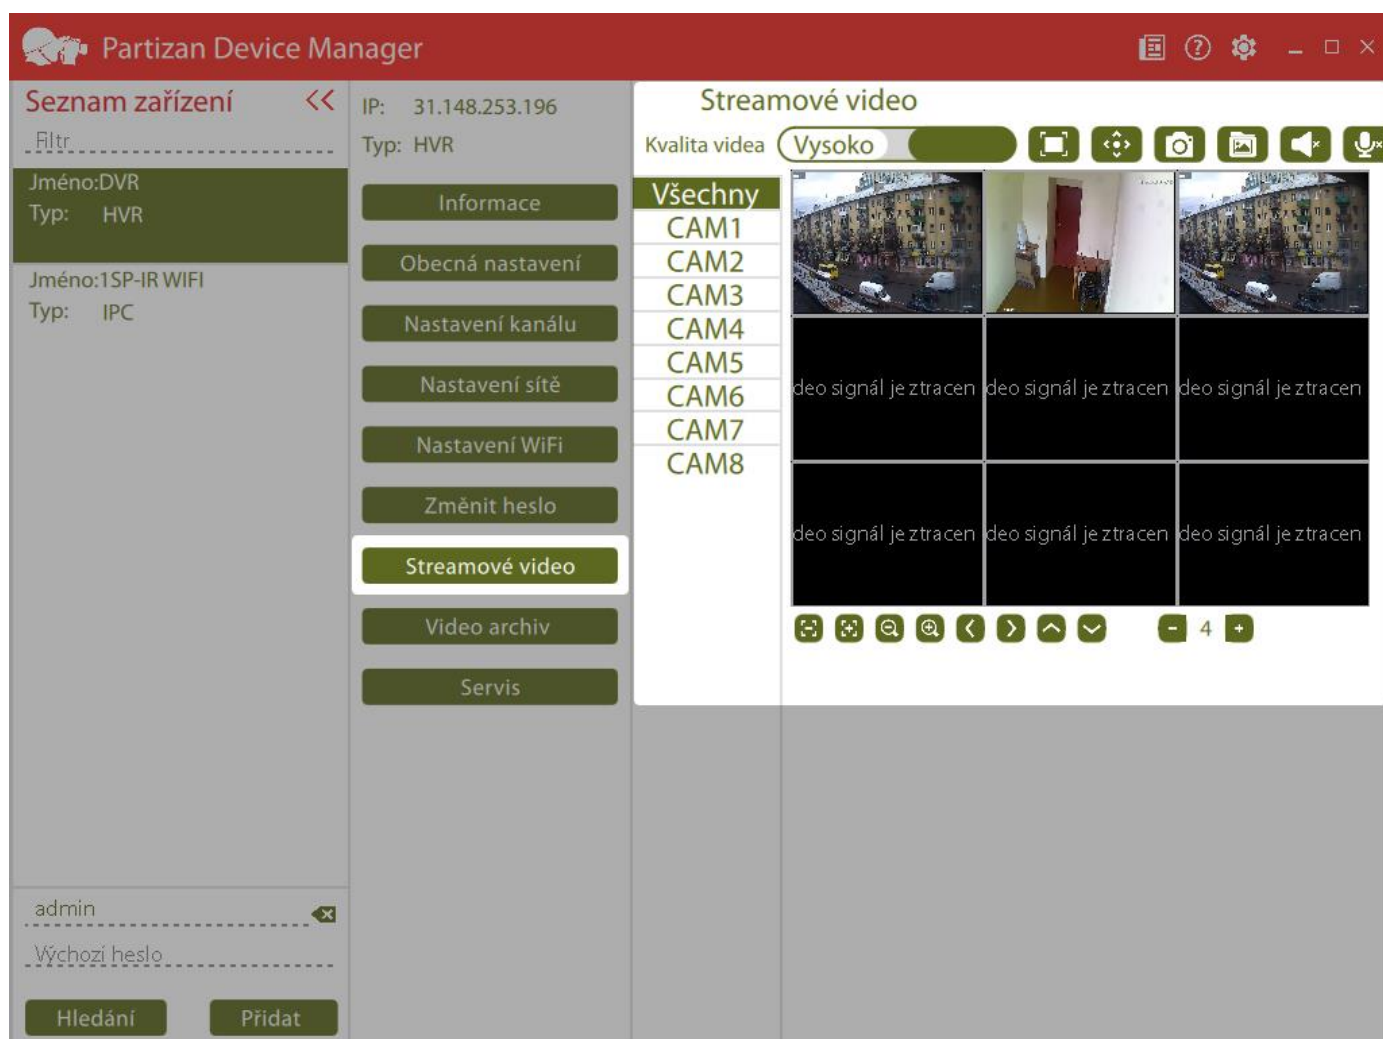 Partizan Device Manager
Seznam zařízení <<
Filtr
Jméno:DVR
Typ: HVR
Jméno:1SP-IR WIFI
Typ: IPC
admin
Výchozí heslo
Hledání Přidat
IP: 31.148.253.196
Typ: HVR
Informace
Obecná nastavení
Nastavení kanálu
Nastavení sítě
Nastavení WiFi
Změnit heslo
Streamové video
Video archiv
Servis
Streamové video
Kvalita videa Vysoko
Všechny
CAM1
CAM2
CAM3
CAM4
CAM5
CAM6
CAM7
CAM8
deo signál je ztracen deo signál je ztracen deo signál je ztracen
deo signál je ztracen deo signál je ztracen deo signál je ztracen
- 4 +